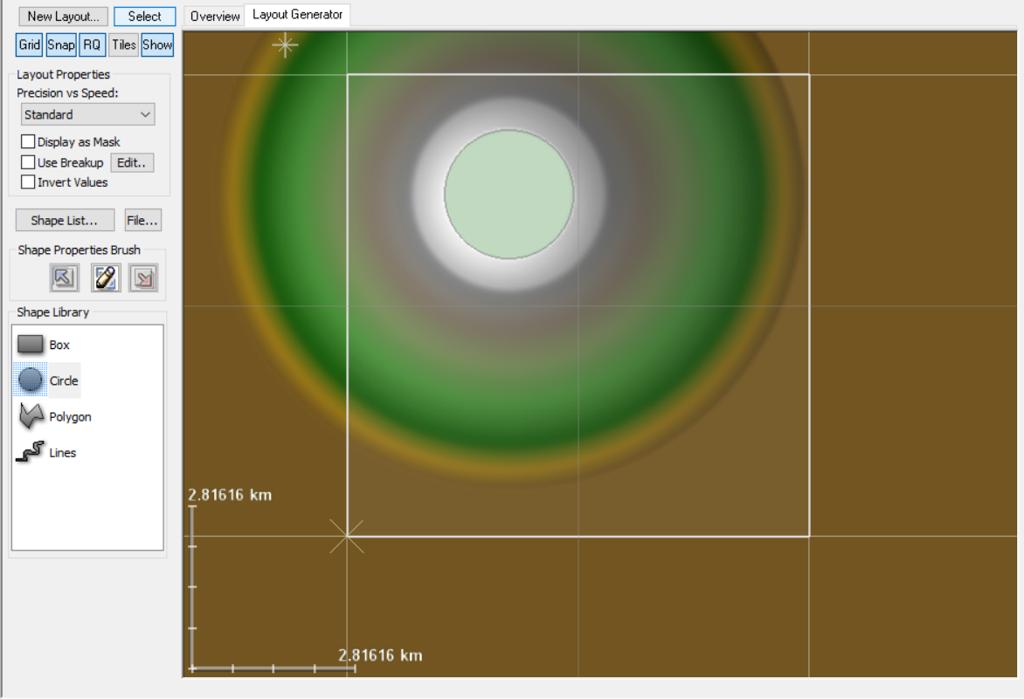 New Layout... Select Overview Layout Generator
Grid Snap RQ Tiles Show
Layout Properties
Precision vs Speed:
Standard
Display as Mask
Use Breakup Edit..
Invert Values
Shape List... File...
Shape Properties Brush
Shape Library
Box
Circle
Polygon
Lines
2.81616 km
2.81616 km